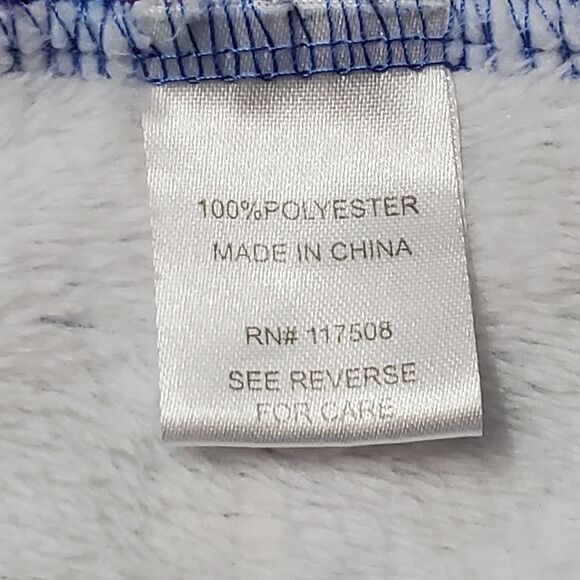 100%POLYESTER
MADE IN CHINA
RN# 117508
SEE REVERSE
FOR CARE